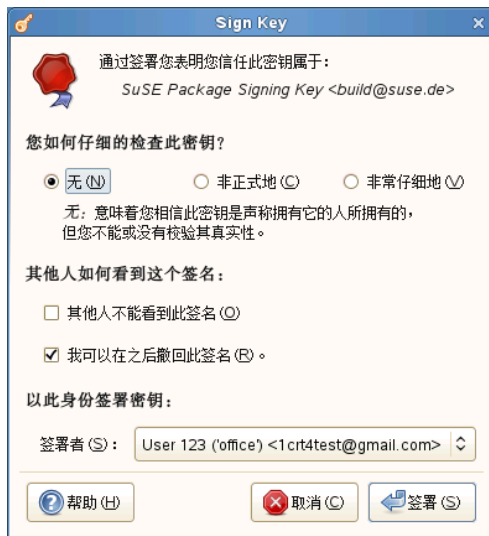 Sign Key
通过签署您表明您信任此密钥属于：
SuSE Package Signing Key <build@suse.de>
您如何仔细的检查此密钥？
无(N) 非正式地(C) 非常仔细地(V)
无：意味着您相信此密钥是声称拥有它的人所拥有的，
但您不能或没有校验其真实性。
其他人如何看到这个签名：
其他人不能看到此签名(O)
我可以在之后撤回此签名(R)。
以此身份签署密钥：
签署者(S)： User 123 ('office') <1crt4test@gmail.com>
帮助(H) 取消(C) 签署(S)